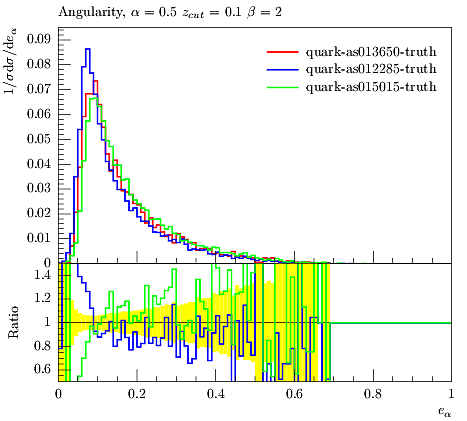 Angularity, α = 0.5 z_cut = 0.1 β = 2
1/σ dσ/de_α
0.09
0.08
0.07
0.06
0.05
0.04
0.03
0.02
0.01
0
quark-as013650-truth
quark-as012285-truth
quark-as015015-truth
Ratio
1.4
1.2
1
0.8
0.6
0 0.2 0.4 0.6 0.8 1
e_α